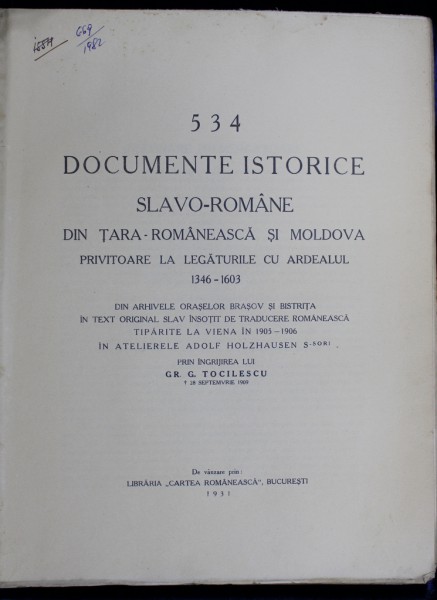 669
1982
534
DOCUMENTE ISTORICE
SLAVO-ROMÂNE
DIN ȚARA-ROMÂNEASCĂ ȘI MOLDOVA
PRIVITOARE LA LEGĂTURILE CU ARDEALUL
1346-1603
DIN ARHIVELE ORAȘELOR BRAȘOV ȘI BISTRIȚA
ÎN TEXT ORIGINAL SLAV ÎNSOȚIT DE TRADUCERE ROMÂNEASCĂ
TIPĂRITE LA VIENA ÎN 1905-1906
ÎN ATELIERELE ADOLF HOLZHAUSEN S-SORI
PRIN ÎNGRIJIREA LUI
GR. G. TOCILESCU
† 18 SEPTEMVRIE 1909
De vânzare prin:
LIBRĂRIA „CARTEA ROMÂNEASCĂ", BUCUREȘTI
1931